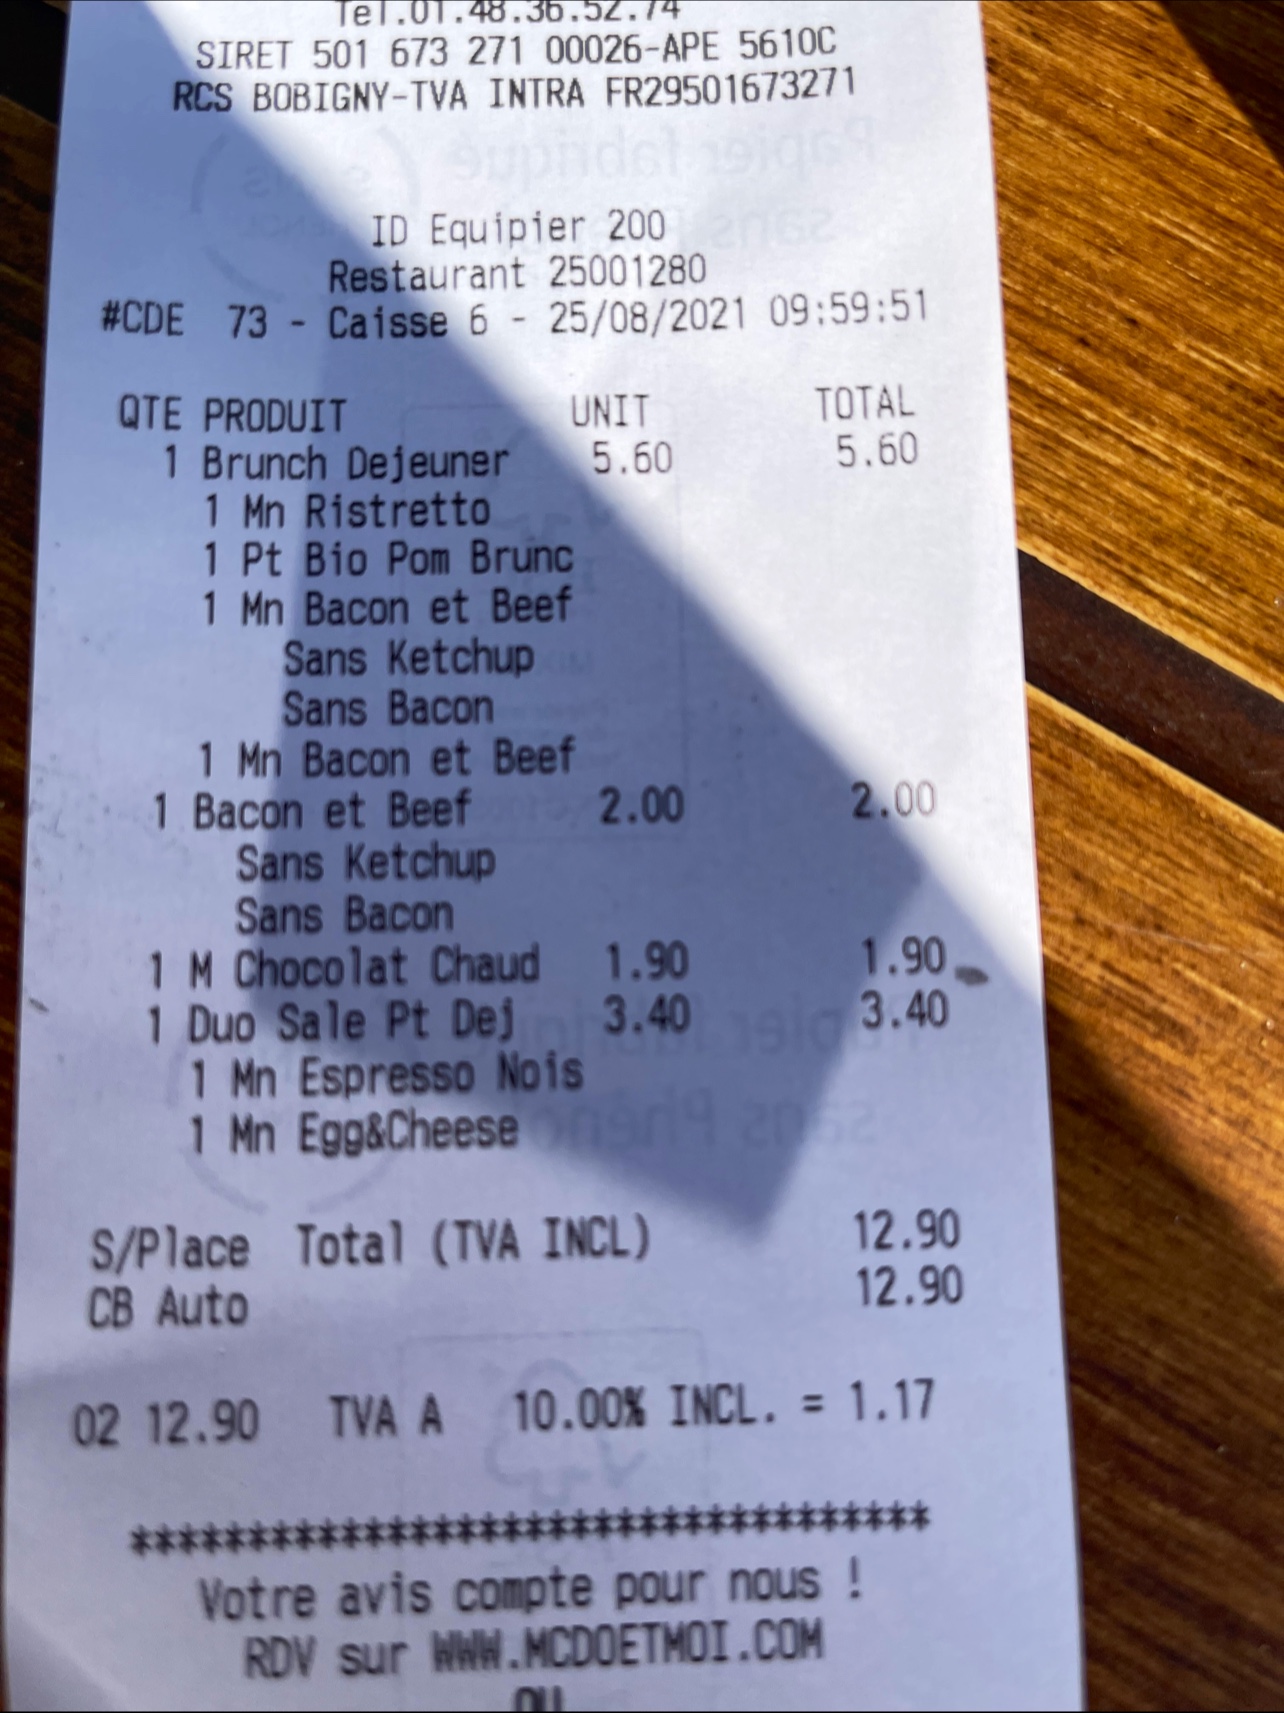 Tel.01.48.36.52.74
SIRET 501 673 271 00026-APE 5610C
RCS BOBIGNY-TVA INTRA FR29501673271
Papier fabriqué
sans
ID Equipier 200
Restaurant 25001280
#CDE 73 - Caisse 6 - 25/08/2021 09:59:51
QTE PRODUIT UNIT TOTAL
1 Brunch Dejeuner 5.60 5.60
1 Mn Ristretto
1 Pt Bio Pom Brunc
1 Mn Bacon et Beef
Sans Ketchup
Sans Bacon
1 Mn Bacon et Beef
1 Bacon et Beef 2.00 2.00
Sans Ketchup
Sans Bacon
1 M Chocolat Chaud 1.90 1.90
1 Duo Sale Pt Dej 3.40 3.40
1 Mn Espresso Nois
1 Mn Egg&Cheese
S/Place Total (TVA INCL) 12.90
CB Auto 12.90
02 12.90 TVA A 10.00% INCL. = 1.17
***********************************
Votre avis compte pour nous !
RDV sur WWW.MCDOETMOI.COM
OU